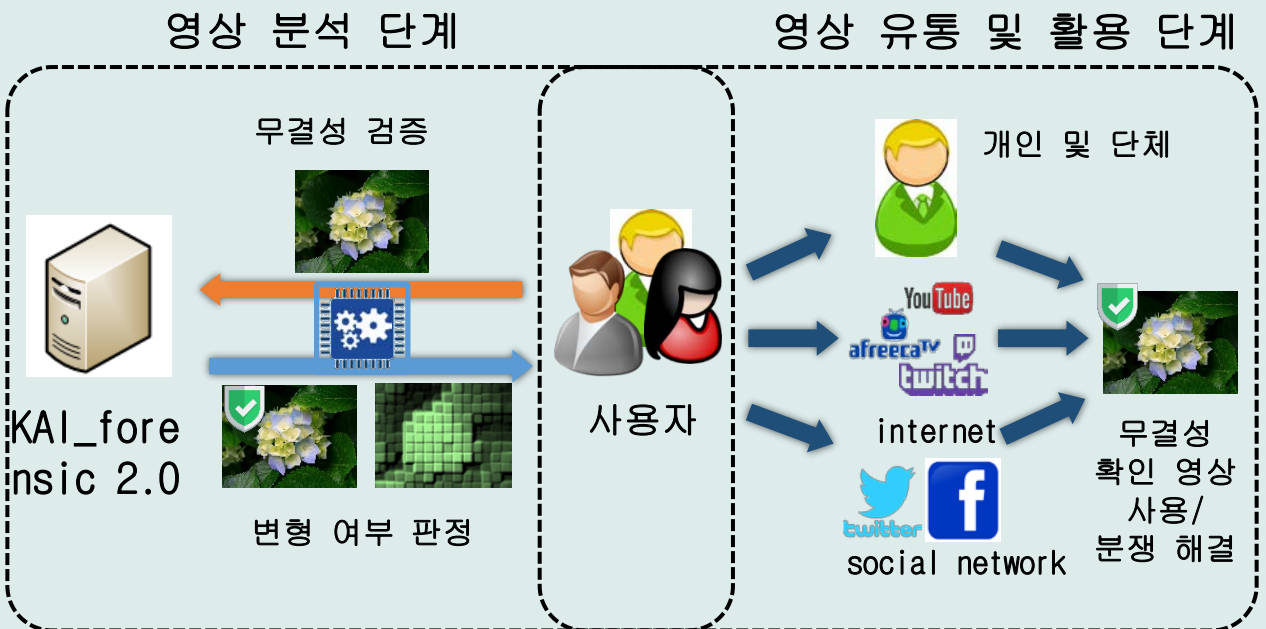 영상 분석 단계
영상 유통 및 활용 단계
무결성 검증
KAI_fore
nsic 2.0
변형 여부 판정
사용자
개인 및 단체
YouTube
afreecaTV
twitch
internet
twitter
f
social network
무결성
확인 영상
사용/
분쟁 해결